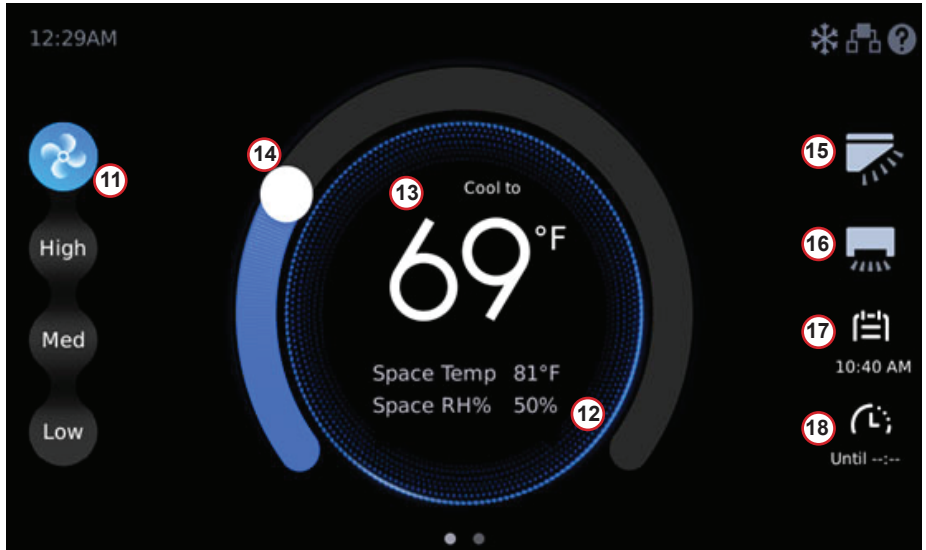 12:29AM
?
11
High
Med
Low
14
13
Cool to
69°F
Space Temp 81°F
Space RH% 50%
12
15
16
17
10:40 AM
18
Until --:--